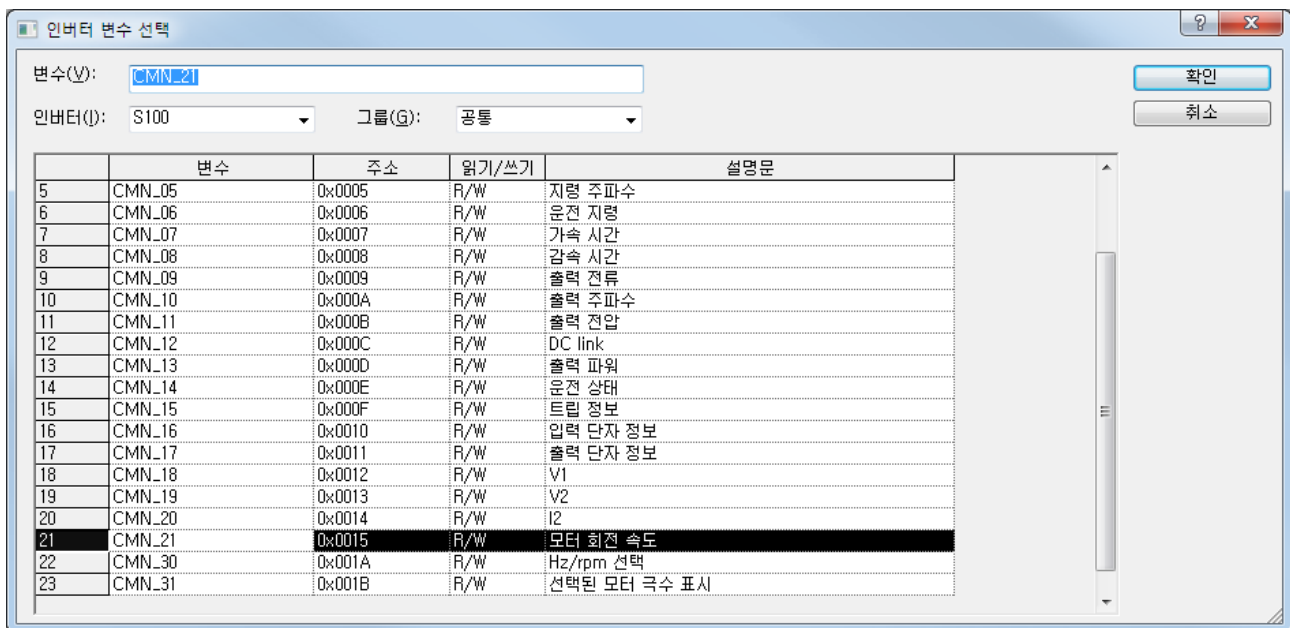 인버터 변수 선택
변수(V): CMN_21 확인
인버터(I): S100 그룹(G): 공통 취소
변수 주소 읽기/쓰기 설명문
5 CMN_05 0x0005 R/W 지령 주파수
6 CMN_06 0x0006 R/W 운전 지령
7 CMN_07 0x0007 R/W 가속 시간
8 CMN_08 0x0008 R/W 감속 시간
9 CMN_09 0x0009 R/W 출력 전류
10 CMN_10 0x000A R/W 출력 주파수
11 CMN_11 0x000B R/W 출력 전압
12 CMN_12 0x000C R/W DC link
13 CMN_13 0x000D R/W 출력 파워
14 CMN_14 0x000E R/W 운전 상태
15 CMN_15 0x000F R/W 트립 정보
16 CMN_16 0x0010 R/W 입력 단자 정보
17 CMN_17 0x0011 R/W 출력 단자 정보
18 CMN_18 0x0012 R/W V1
19 CMN_19 0x0013 R/W V2
20 CMN_20 0x0014 R/W I2
21 CMN_21 0x0015 R/W 모터 회전 속도
22 CMN_30 0x001A R/W Hz/rpm 선택
23 CMN_31 0x001B R/W 선택된 모터 극수 표시